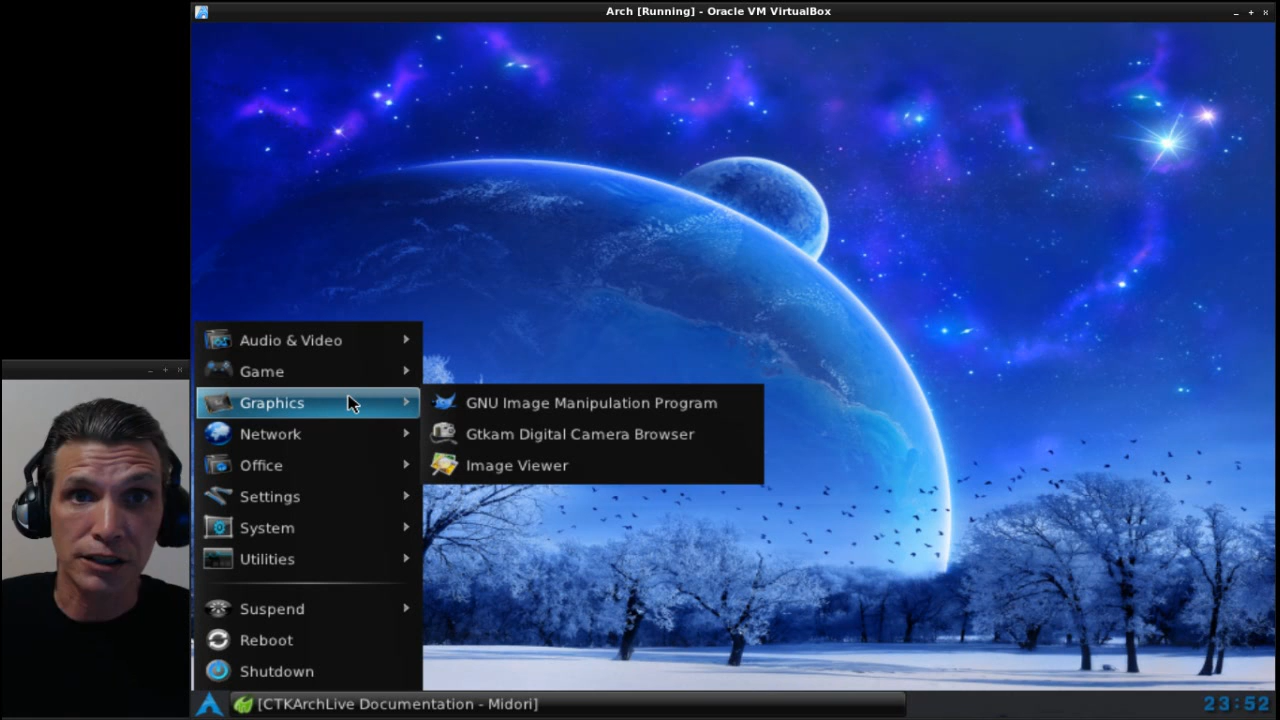 Arch [Running] - Oracle VM VirtualBox
Audio & Video
Game
Graphics
Network
Office
Settings
System
Utilities
Suspend
Reboot
Shutdown
GNU Image Manipulation Program
Gtkam Digital Camera Browser
Image Viewer
[CTKArchLive Documentation - Midori]
23:52